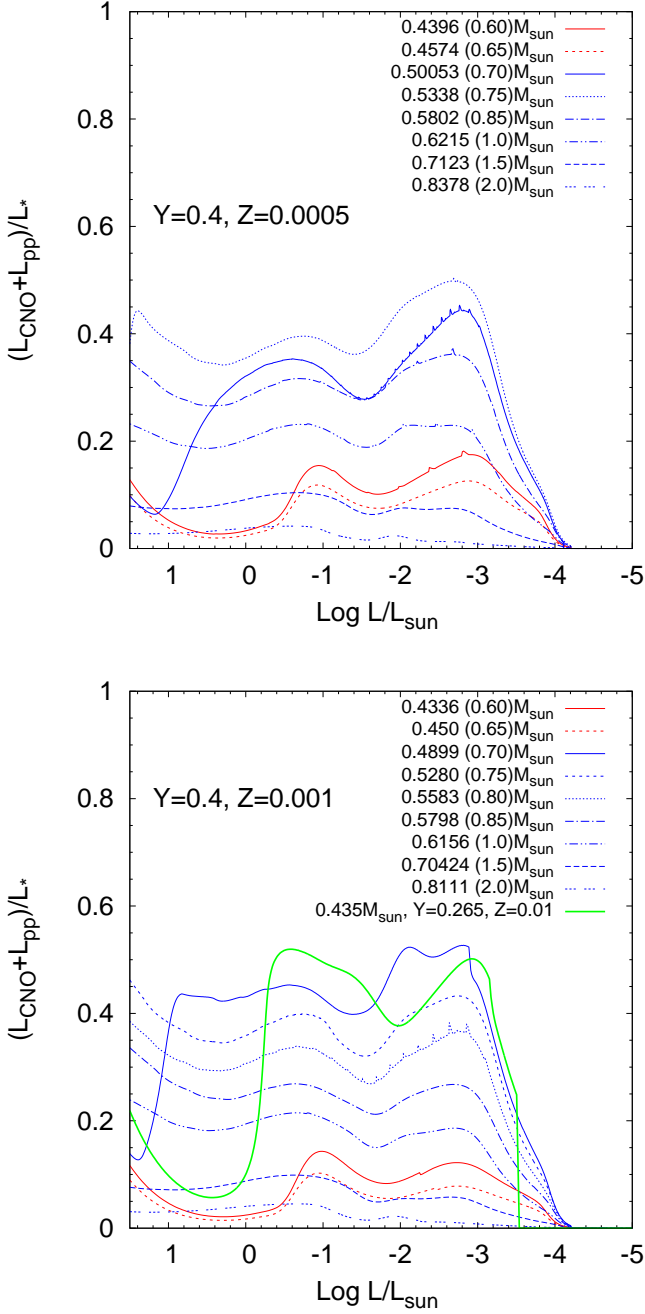 1
0.8
0.6
0.4
0.2
0
1 0 -1 -2 -3 -4 -5
(L_CNO+L_pp)/L_*
Log L/L_sun
Y=0.4, Z=0.0005
0.4396 (0.60)M_sun
0.4574 (0.65)M_sun
0.50053 (0.70)M_sun
0.5338 (0.75)M_sun
0.5802 (0.85)M_sun
0.6215 (1.0)M_sun
0.7123 (1.5)M_sun
0.8378 (2.0)M_sun
1
0.8
0.6
0.4
0.2
0
1 0 -1 -2 -3 -4 -5
(L_CNO+L_pp)/L_*
Log L/L_sun
Y=0.4, Z=0.001
0.4336 (0.60)M_sun
0.450 (0.65)M_sun
0.4899 (0.70)M_sun
0.5280 (0.75)M_sun
0.5583 (0.80)M_sun
0.5798 (0.85)M_sun
0.6156 (1.0)M_sun
0.70424 (1.5)M_sun
0.8111 (2.0)M_sun
0.435M_sun, Y=0.265, Z=0.01